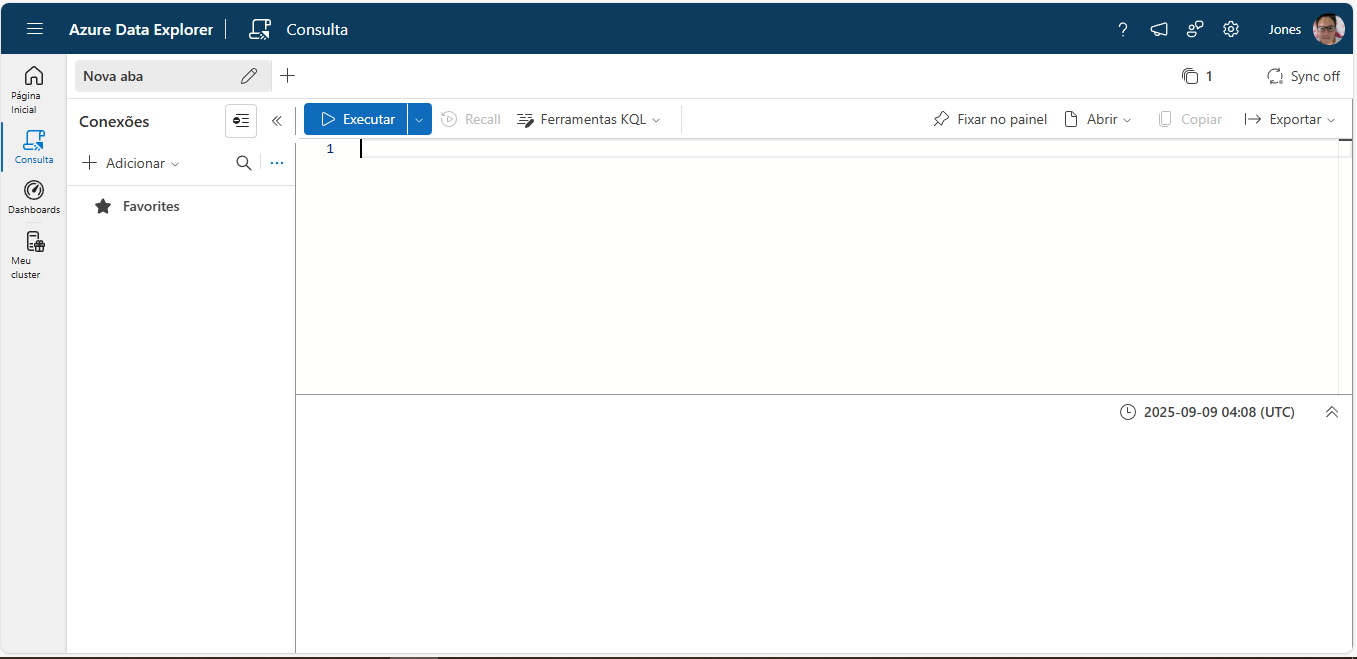 Azure Data Explorer
Consulta
Jones
Nova aba
1
Sync off
Página
Inicial
Consulta
Dashboards
Meu
cluster
Conexões
Adicionar
Favorites
Executar
Recall
Ferramentas KQL
Fixar no painel
Abrir
Copiar
Exportar
1
2025-09-09 04:08 (UTC)